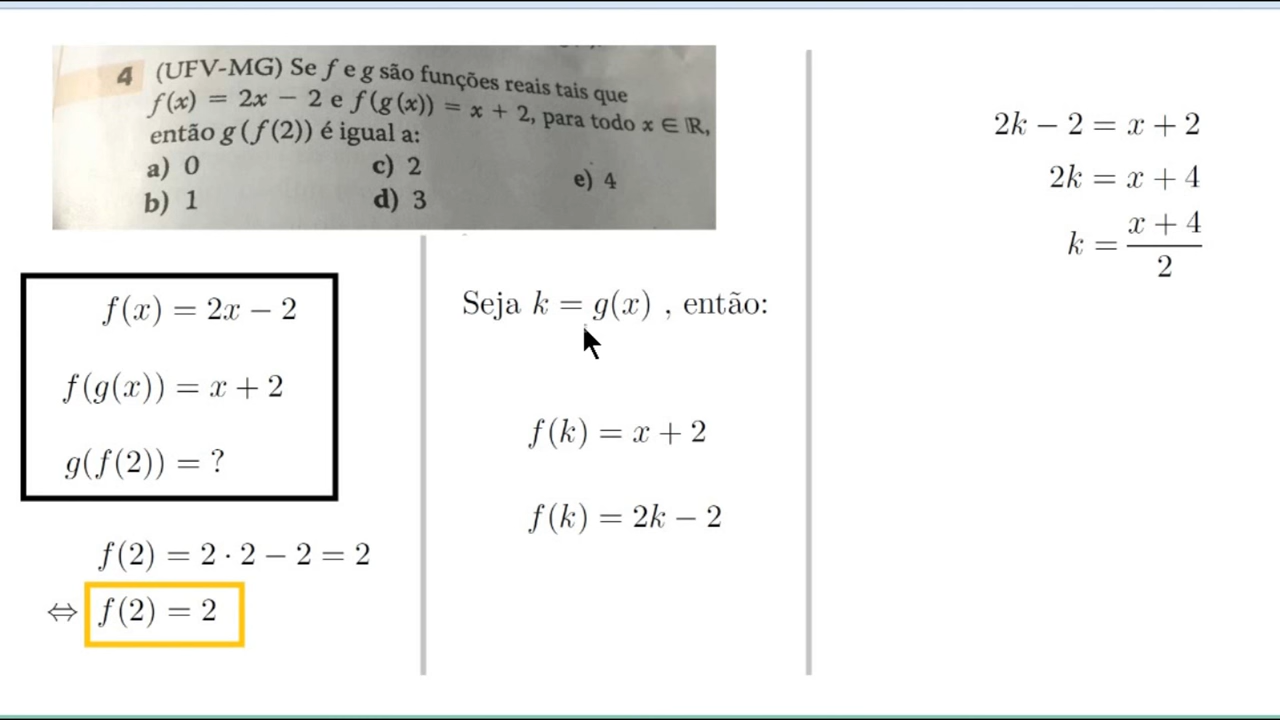 4 (UFV-MG) Se f e g são funções reais tais que
f(x) = 2x − 2 e f(g(x)) = x + 2, para todo x ∈ ℝ,
então g(f(2)) é igual a:
a) 0
c) 2
e) 4
b) 1
d) 3
f(x) = 2x − 2
f(g(x)) = x + 2
g(f(2)) = ?
f(2) = 2 · 2 − 2 = 2
⇔ f(2) = 2
Seja k = g(x) , então:
f(k) = x + 2
f(k) = 2k − 2
2k − 2 = x + 2
2k = x + 4
k = (x + 4)/2